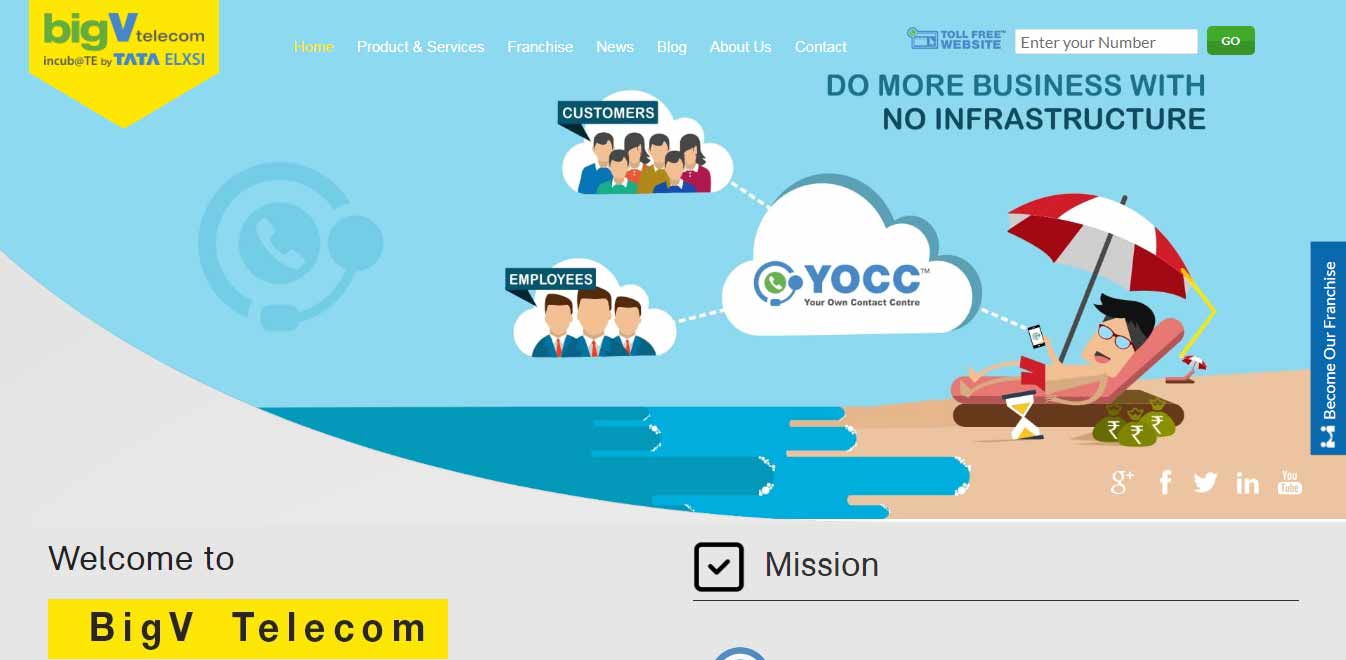 bigV telecom
incub@TE by TATA ELXSI
Home Product & Services Franchise News Blog About Us Contact
TOLL FREE™
WEBSITE
Enter your Number
GO
DO MORE BUSINESS WITH
NO INFRASTRUCTURE
CUSTOMERS
EMPLOYEES
YOCC™
Your Own Contact Centre
₹ ₹ ₹
Become Our Franchise
g+ f in You
Tube
Welcome to
BigV Telecom
Mission